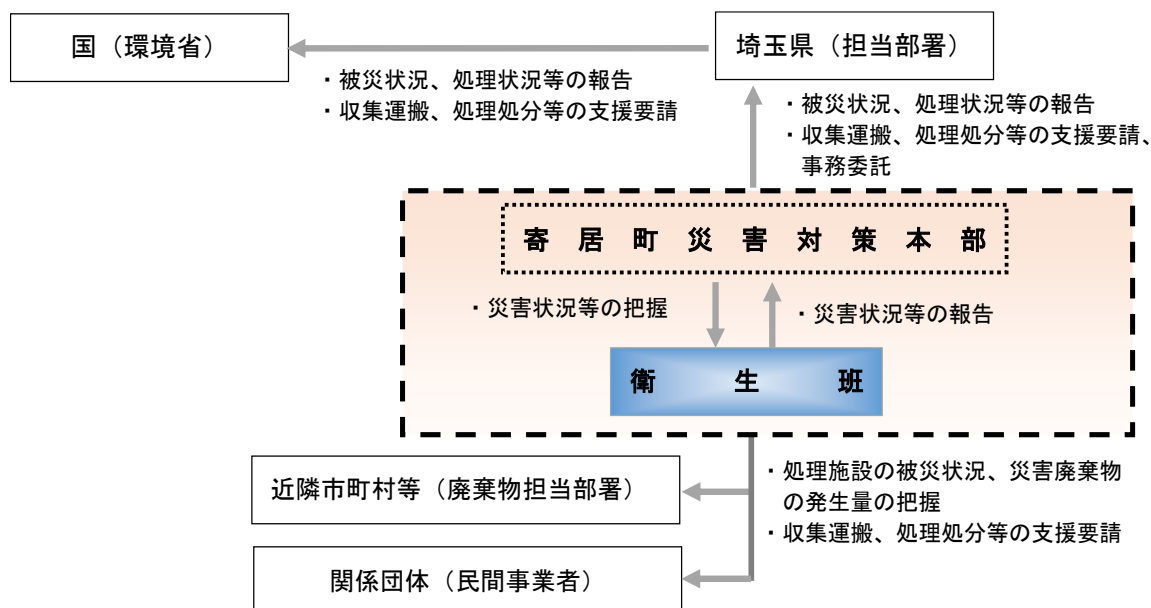 国（環境省）
埼玉県（担当部署）
・被災状況、処理状況等の報告
・収集運搬、処理処分等の支援要請
・被災状況、処理状況等の報告
・収集運搬、処理処分等の支援要請、
事務委託
寄居町災害対策本部
・災害状況等の把握
・災害状況等の報告
衛生班
近隣市町村等（廃棄物担当部署）
・処理施設の被災状況、災害廃棄物
の発生量の把握
・収集運搬、処理処分等の支援要請
関係団体（民間事業者）